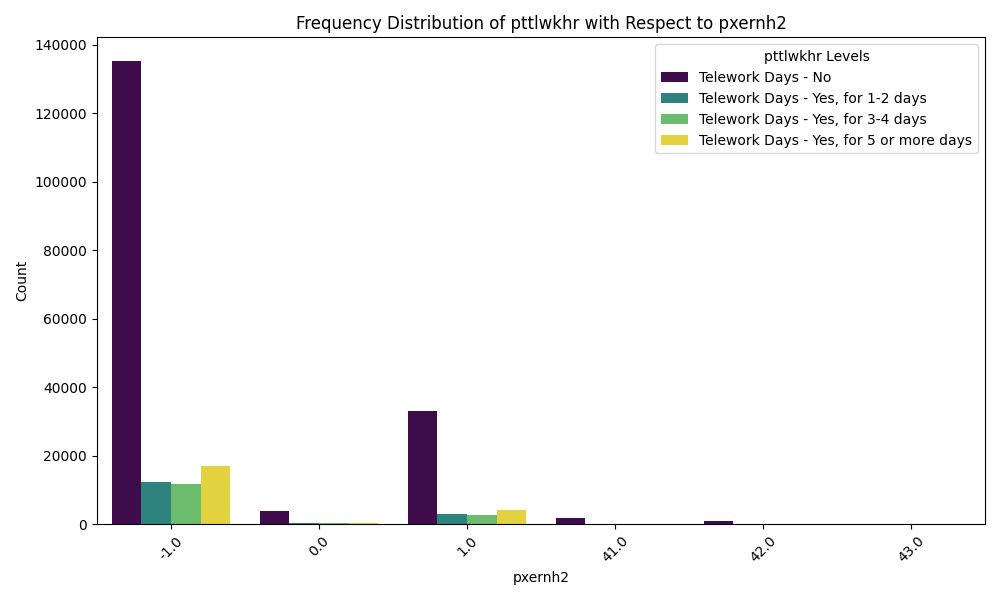 Frequency Distribution of pttlwkhr with Respect to pxernh2
pttlwkhr Levels
Telework Days - No
Telework Days - Yes, for 1-2 days
Telework Days - Yes, for 3-4 days
Telework Days - Yes, for 5 or more days
140000
120000
100000
80000
60000
40000
20000
0
Count
-1.0
0.0
1.0
41.0
42.0
43.0
pxernh2